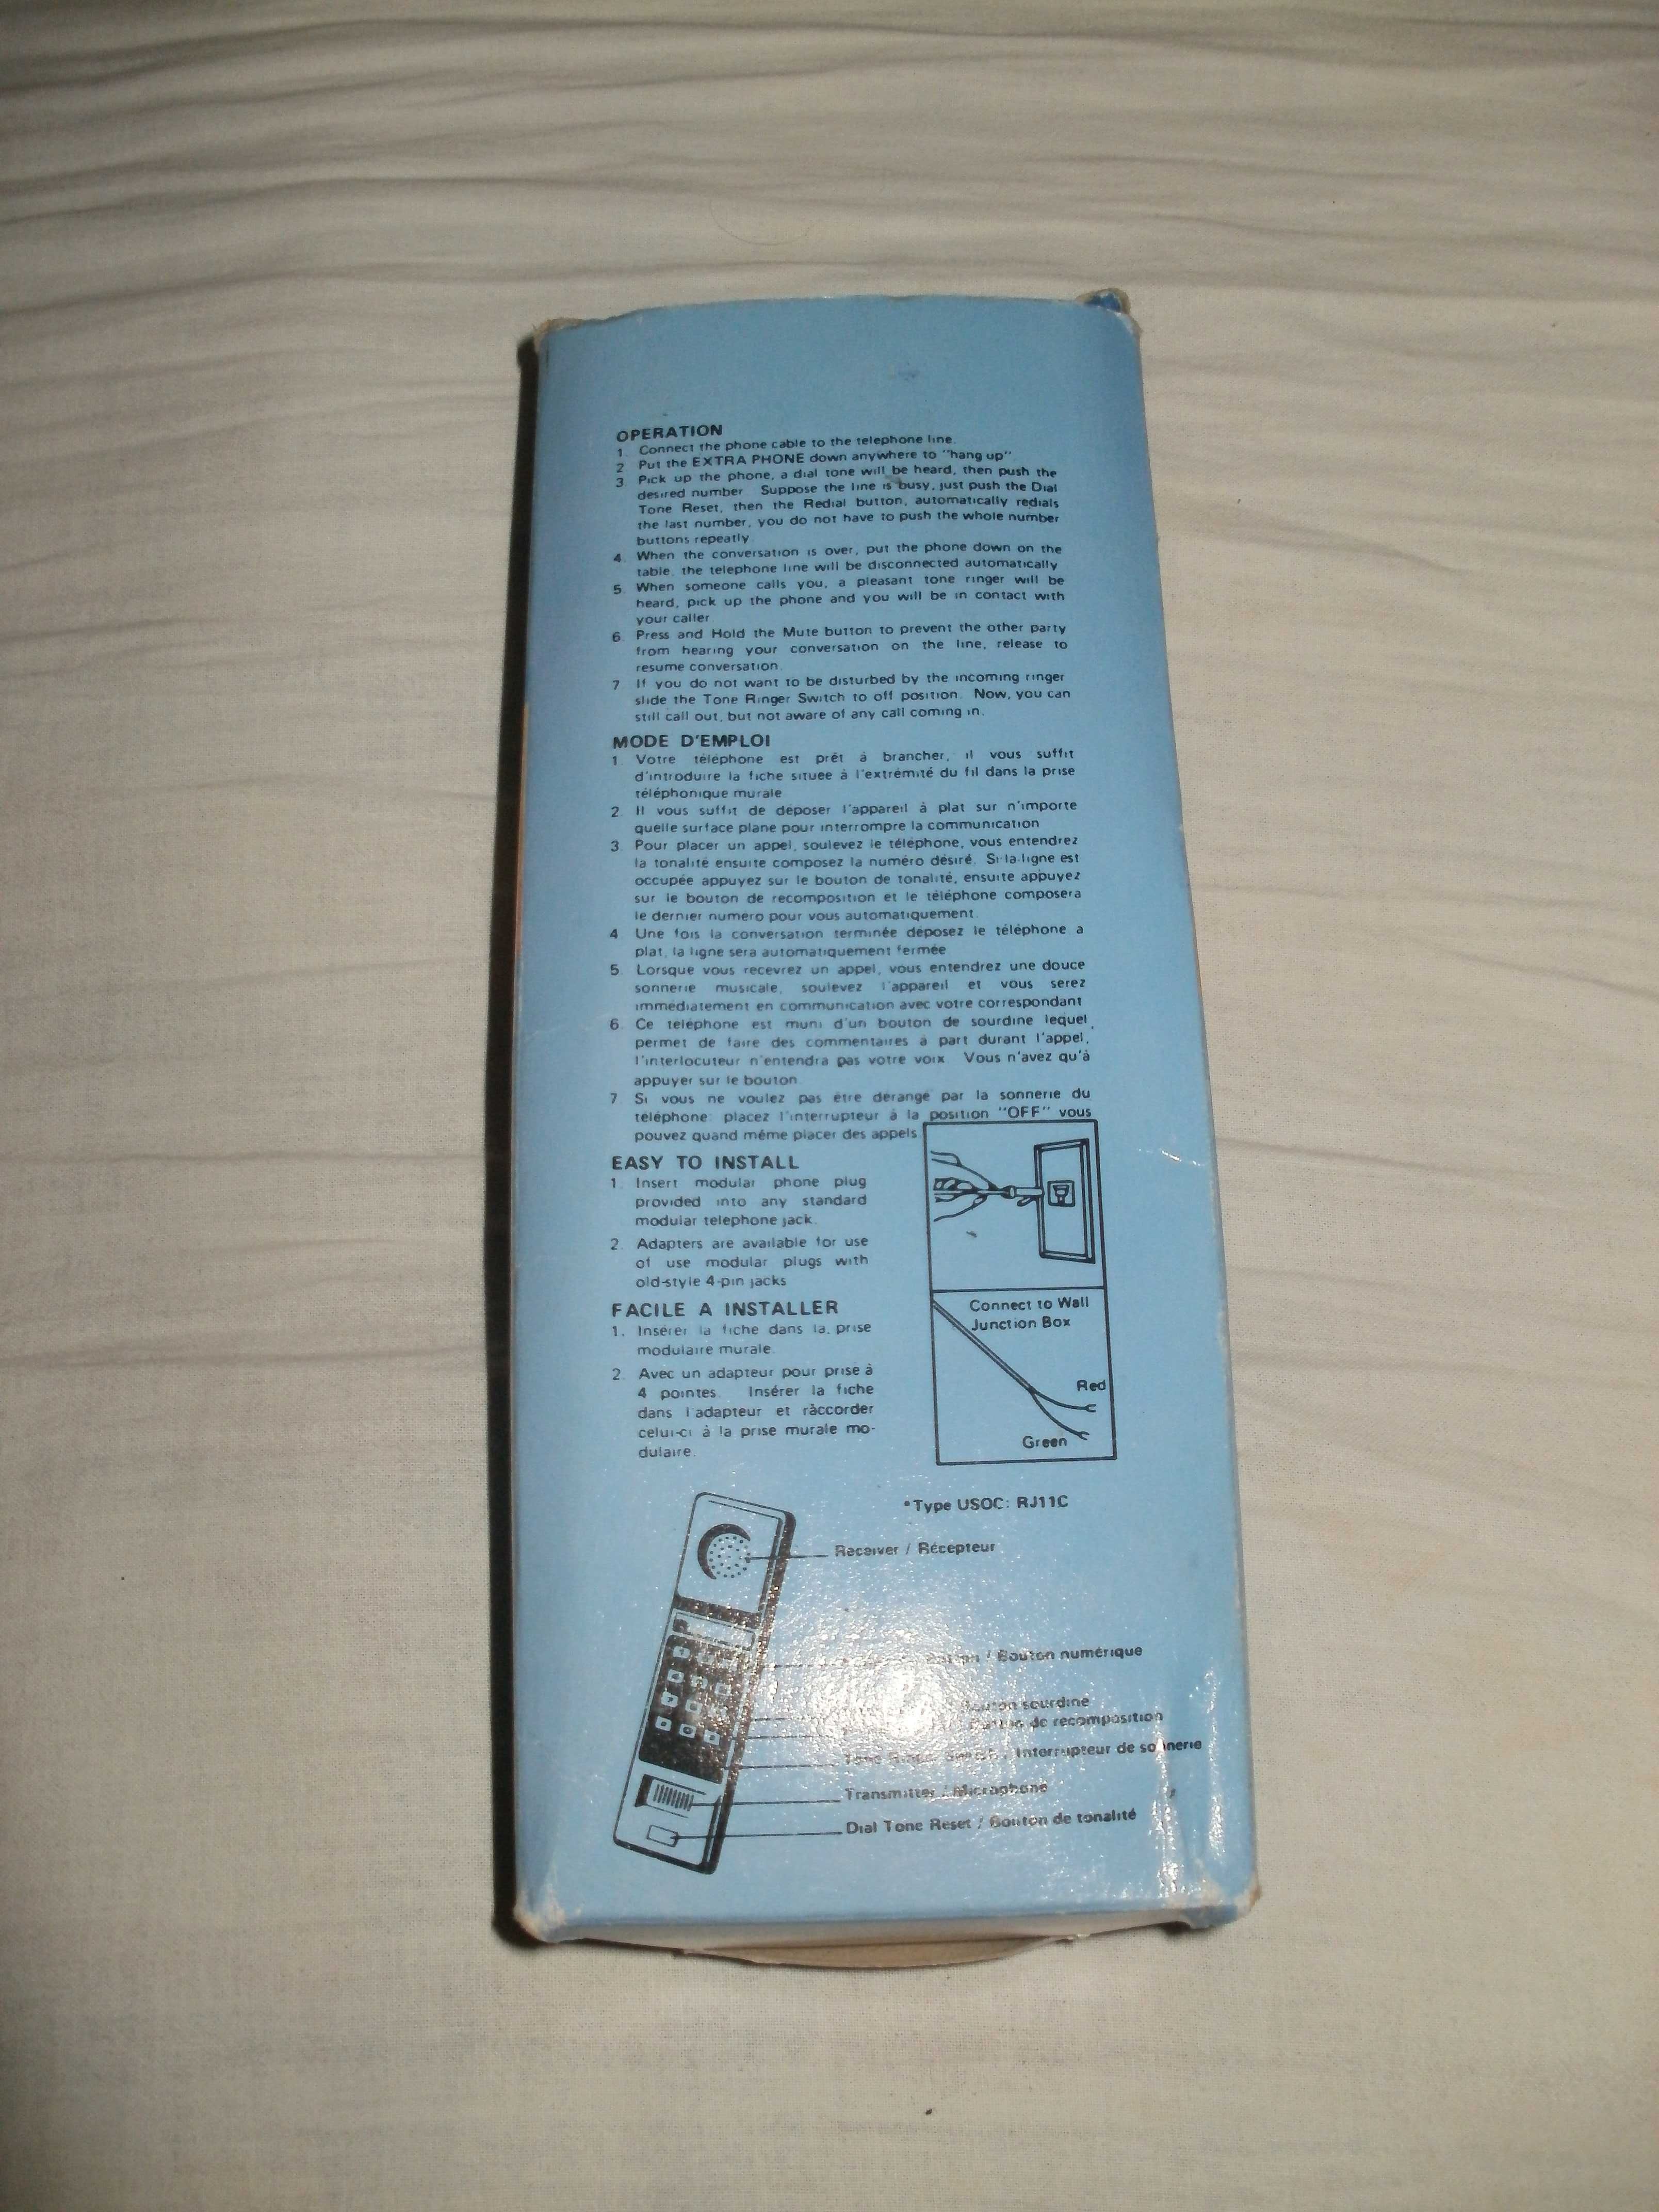 OPERATION
1. Connect the phone cable to the telephone line.
2. Put the EXTRA PHONE down anywhere to "hang up"
3. Pick up the phone, a dial tone will be heard, then push the
desired number Suppose the line is busy, just push the Dial
Tone Reset, then the Redial button, automatically redials
the last number, you do not have to push the whole number
buttons repeatly.
4. When the conversation is over, put the phone down on the
table, the telephone line will be disconnected automatically
5. When someone calls you, a pleasant tone ringer will be
heard, pick up the phone and you will be in contact with
your caller
6. Press and Hold the Mute button to prevent the other party
from hearing your conversation on the line, release to
resume conversation.
7 If you do not want to be disturbed by the incoming ringer
slide the Tone Ringer Switch to off position. Now, you can
still call out, but not aware of any call coming in.
MODE D'EMPLOI
1. Votre téléphone est prêt à brancher, il vous suffit
d'introduire la fiche situee à l'extrémité du fil dans la prise
téléphonique murale
2. Il vous suffit de déposer l'appareil à plat sur n'importe
quelle surface plane pour interrompre la communication
3. Pour placer un appel, soulevez le téléphone, vous entendrez
la tonalité ensuite composez la numéro désiré. Si la ligne est
occupée appuyez sur le bouton de tonalité, ensuite appuyez
sur le bouton de recomposition et le téléphone composera
le dernier numero pour vous automatiquement.
4 Une fois la conversation terminée déposez le téléphone a
plat, la ligne sera automatiquement fermée
5. Lorsque vous recevrez un appel, vous entendrez une douce
sonnerie musicale, soulevez l'appareil et vous serez
immédiatement en communication avec votre correspondant
6. Ce téléphone est muni d'un bouton de sourdine lequel
permet de faire des commentaires a part durant l'appel,
l'interlocuteur n'entendra pas votre voix. Vous n'avez qu'à
appuyer sur le bouton
7 Si vous ne voulez pas être dérangé par la sonnerie du
téléphone placez l'interrupteur à la position "OFF" vous
pouvez quand même placer des appels
EASY TO INSTALL
1. Insert modular phone plug
provided into any standard
modular telephone jack.
2. Adapters are available for use
of use modular plugs with
old-style 4-pin jacks
FACILE A INSTALLER
1. Insérer la fiche dans la prise
modulaire murale.
2. Avec un adapteur pour prise à
4 pointes. Insérer la fiche
dans l'adapteur et ràccorder
celui-ci à la prise murale mo-
dulaire.
Connect to Wall
Junction Box
Red
Green
*Type USOC: RJ11C
Receiver / Récepteur
/ Bouton numérique
Bouton sourdine
de recomposition
Interrupteur de sonnerie
Transmitter / Microphone
Dial Tone Reset / Bouton de tonalité